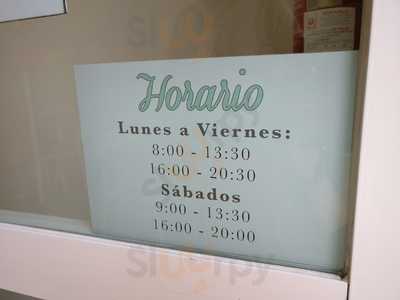 Horario
Lunes a Viernes:
8:00 - 13:30
16:00 - 20:30
Sábados
9:00 - 13:30
16:00 - 20:00
sluurpy